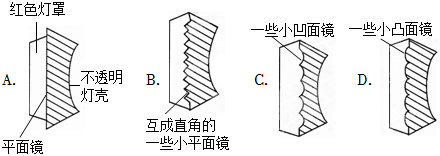 红色灯罩
A.
不透明
灯壳
平面镜
B.
互成直角的
一些小平面镜
一些小凹面镜
C.
一些小凸面镜
D.